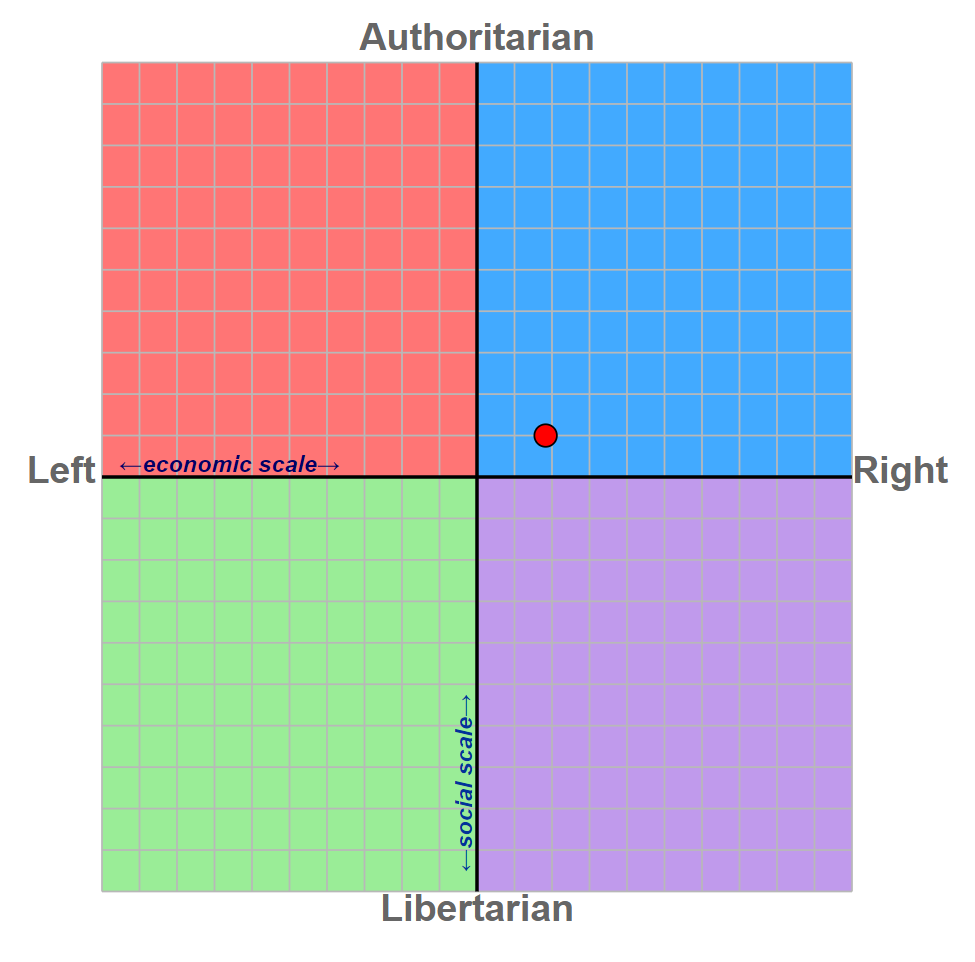 Authoritarian
Left
←economic scale→
Right
←social scale→
Libertarian